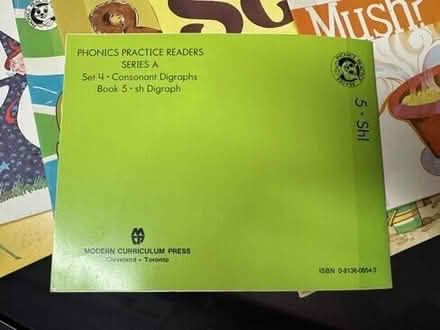 PHONICS PRACTICE READERS
SERIES A
Set 4 • Consonant Digraphs
Book 5 • sh Digraph
5 • Sh!
MODERN CURRICULUM PRESS
Cleveland • Toronto
ISBN 0-8136-0654-3
Mush?